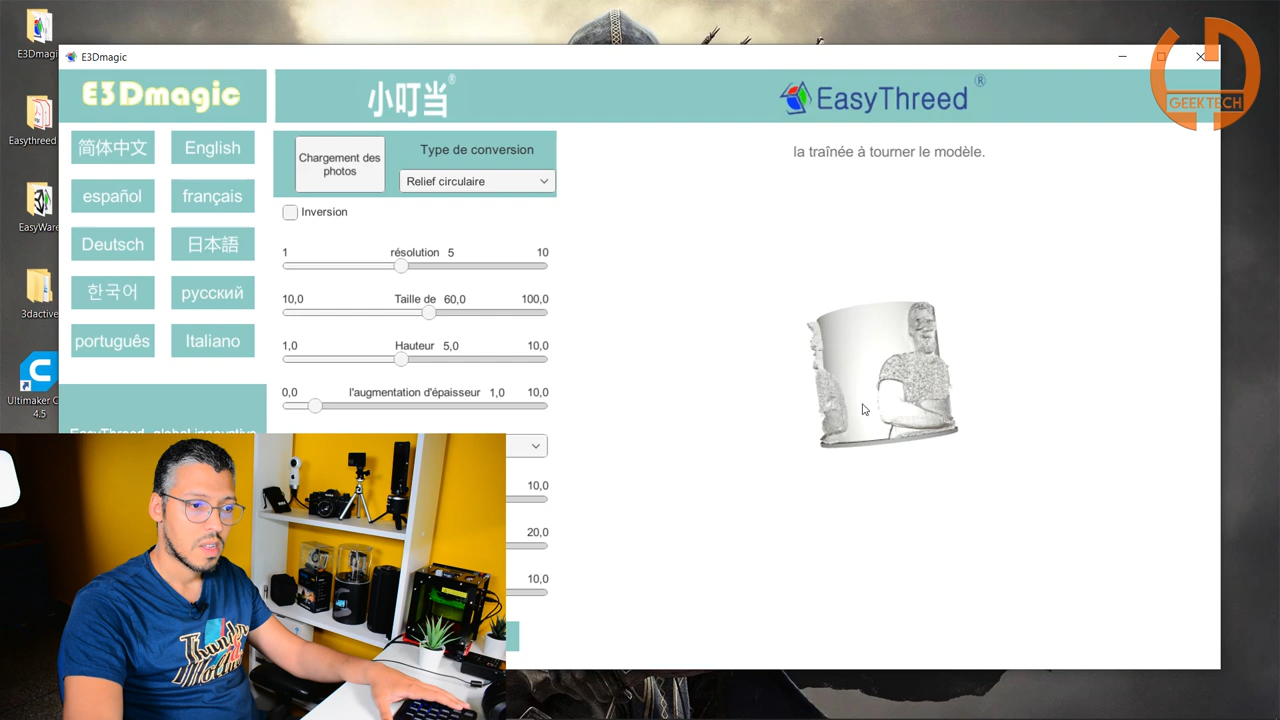 E3Dmagi
Easythreed
EasyWare
3dactive
Ultimaker C
4.5
E3Dmagic
E3Dmagic
小叮当®
EasyThreed®
GEEKTECH
简体中文
English
español
français
Deutsch
日本語
한국어
русский
português
Italiano
Chargement des
photos
Type de conversion
Relief circulaire
la traînée à tourner le modèle.
Inversion
1 résolution 5 10
10,0 Taille de 60,0 100,0
1,0 Hauteur 5,0 10,0
0,0 l'augmentation d'épaisseur 1,0 10,0
10,0
20,0
10,0
EasyThreed global innovative
Thunder